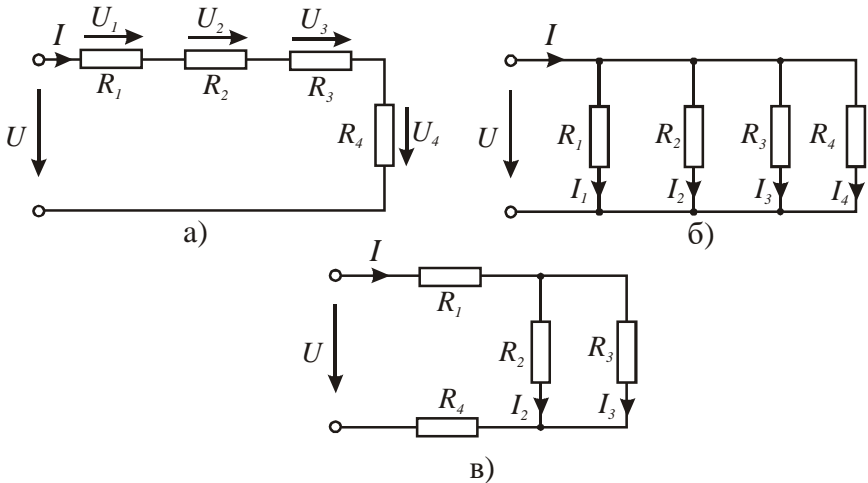 U₁ U₂ U₃
I
R₁ R₂ R₃
U R₄ U₄
а)
I
U R₁ R₂ R₃ R₄
I₁ I₂ I₃ I₄
б)
I
R₁
U R₂ R₃
R₄ I₂ I₃
в)